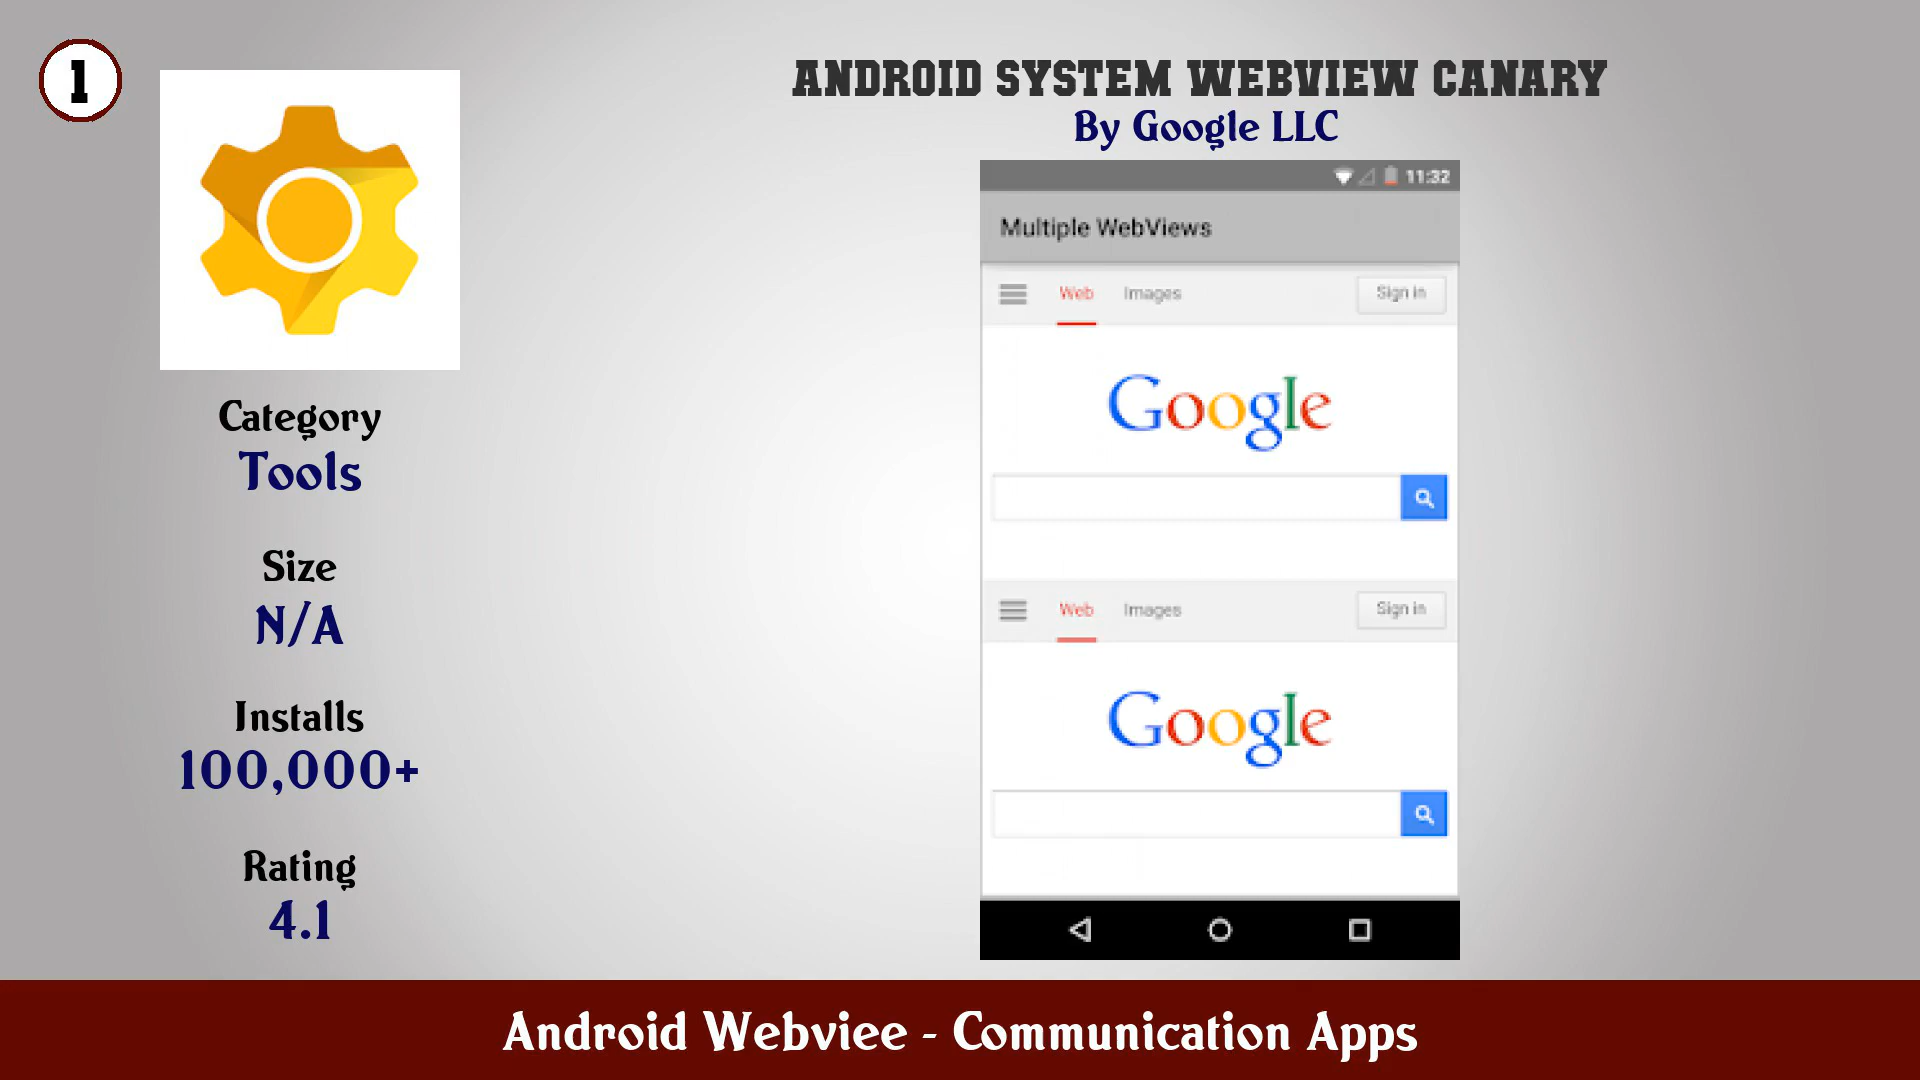 1
ANDROID SYSTEM WEBVIEW CANARY
By Google LLC
Category
Tools
Size
N/A
Installs
100,000+
Rating
4.1
11:32
Multiple WebViews
Web Images Sign in
Google
Web Images Sign in
Google
Android Webviee - Communication Apps